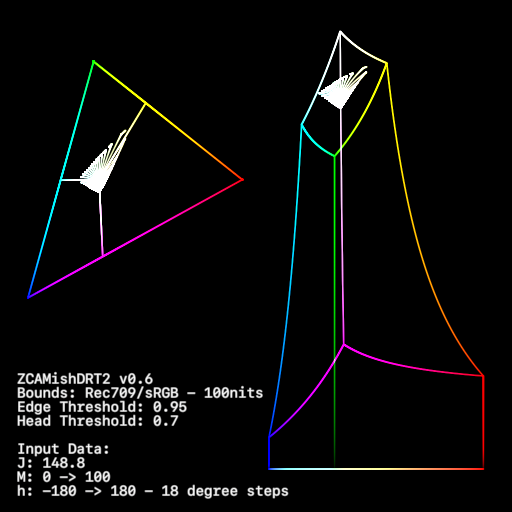 ZCAMishDRT2 v0.6
Bounds: Rec709/sRGB – 100nits
Edge Threshold: 0.95
Head Threshold: 0.7
Input Data:
J: 148.8
M: 0 -> 100
h: -180 -> 180 – 18 degree steps